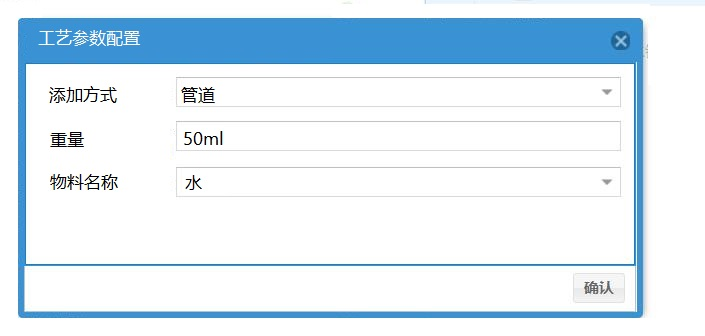 工艺参数配置
添加方式 管道
重量 50ml
物料名称 水
确认